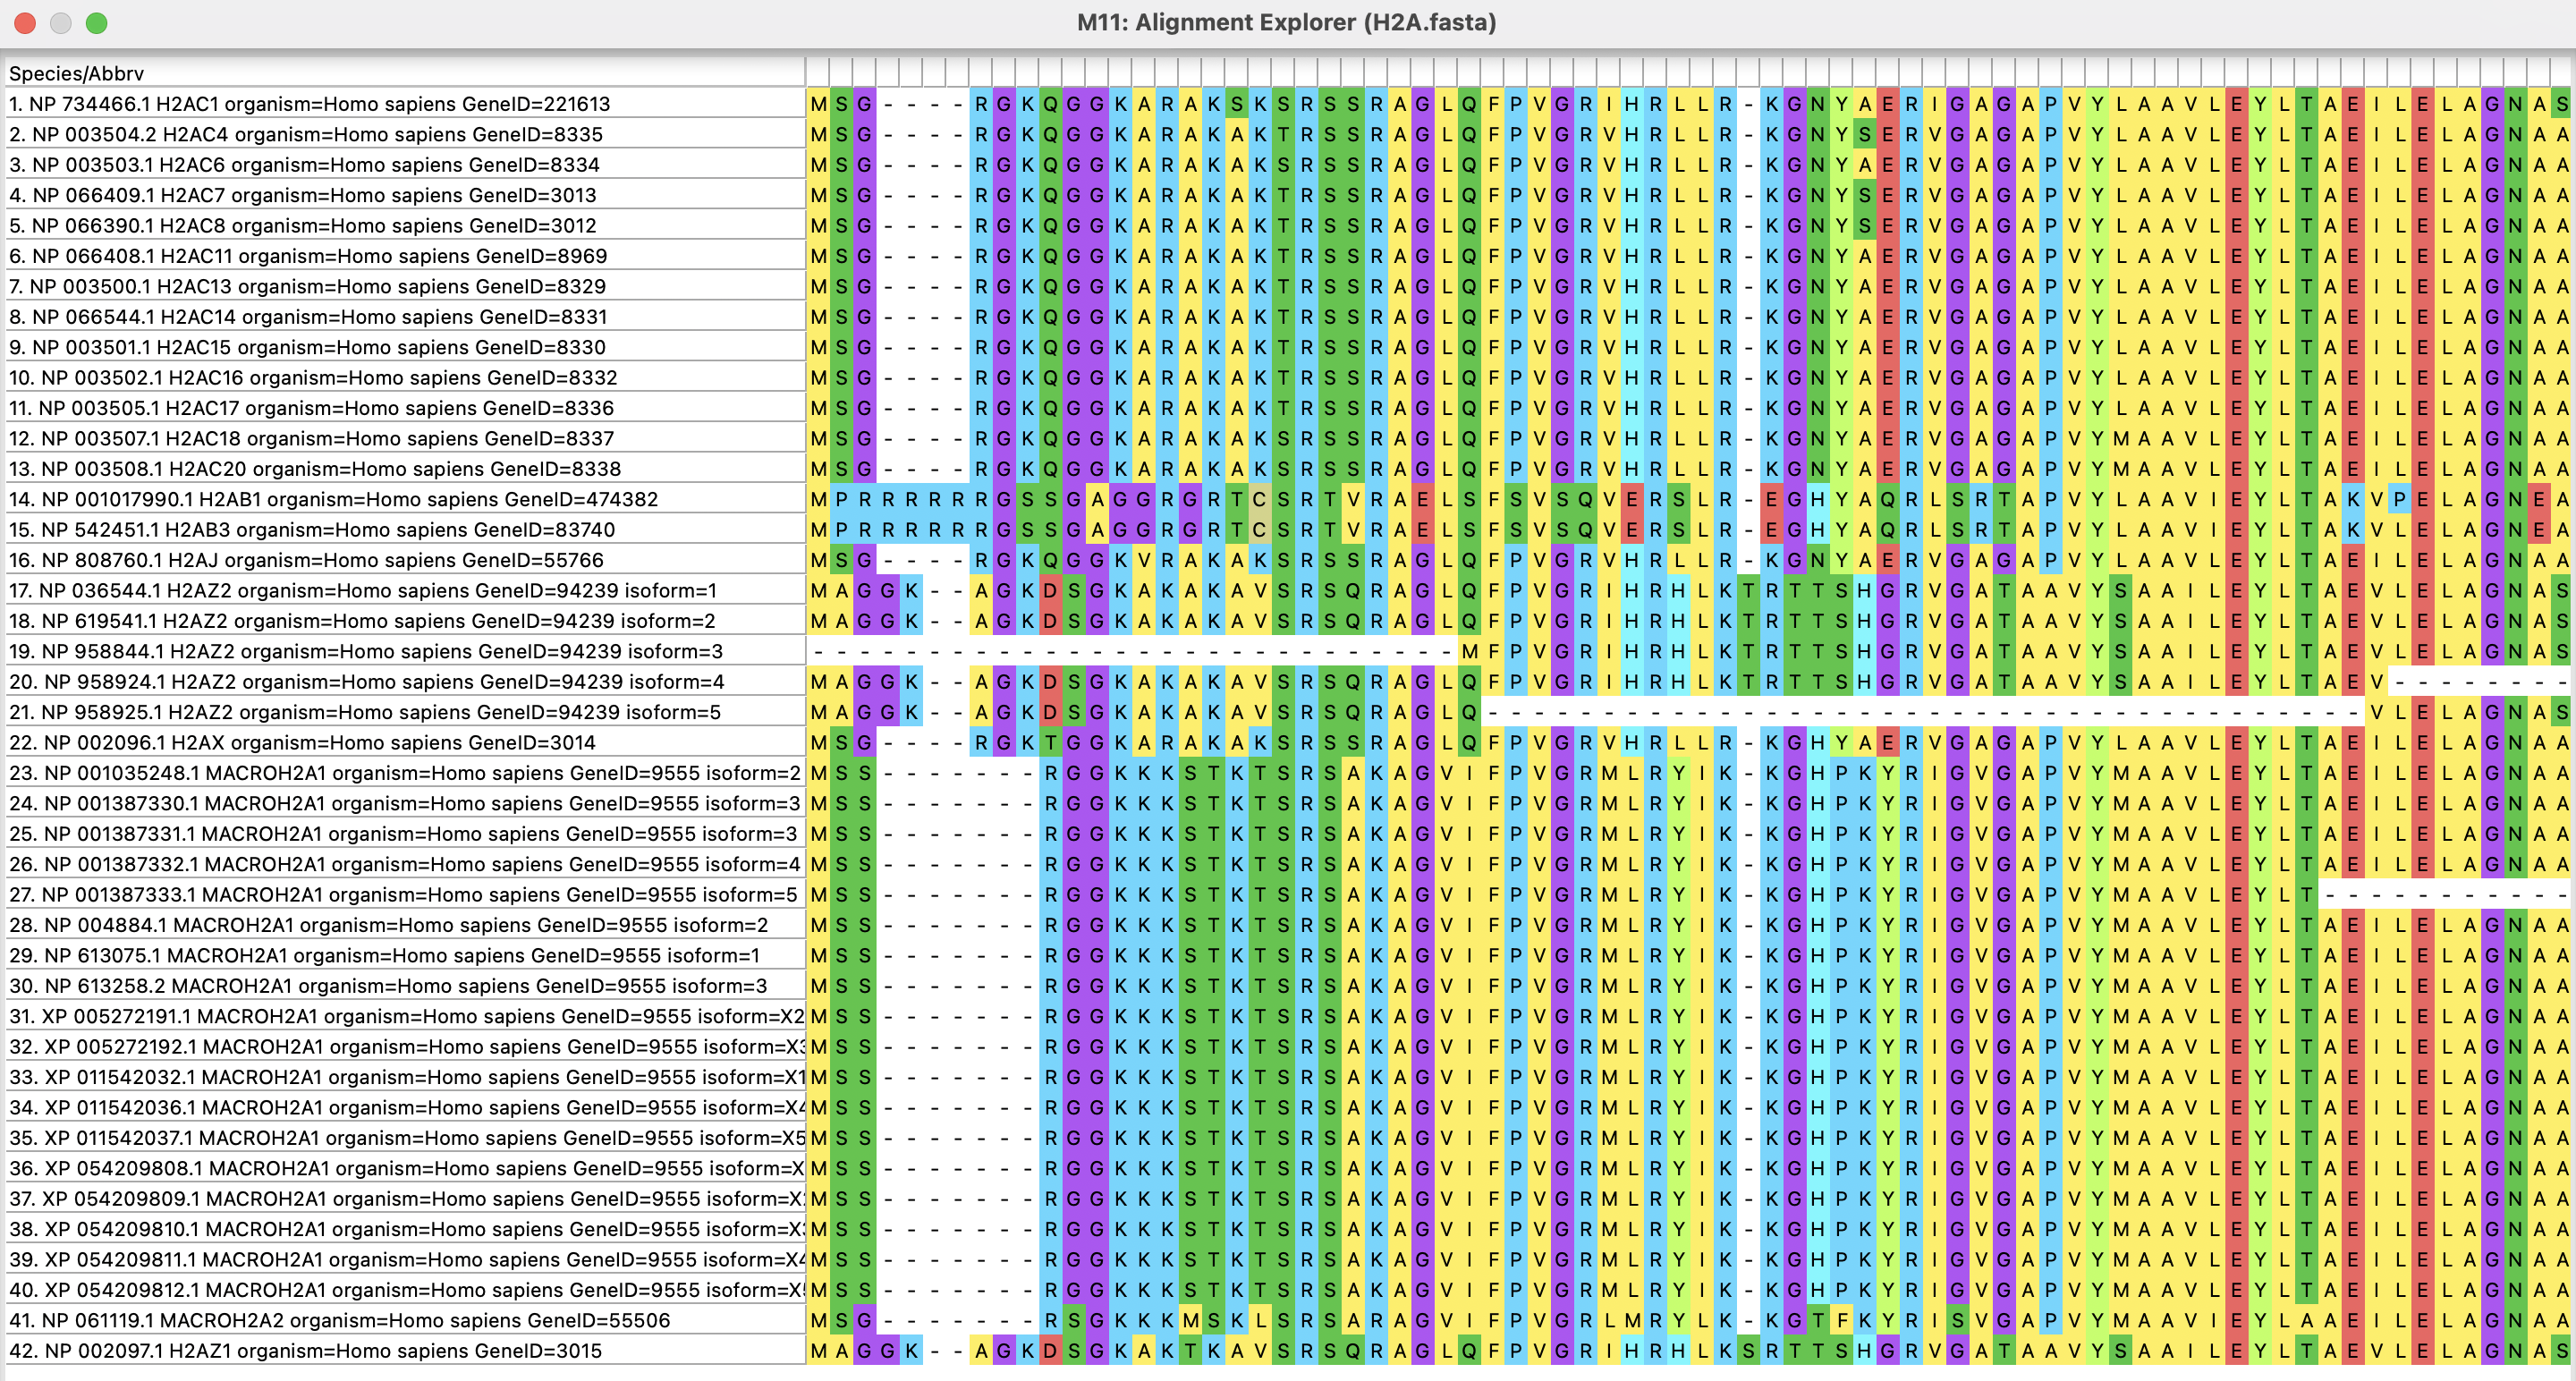 M11: Alignment Explorer (H2A.fasta)
Species/Abbrv
1. NP 734466.1 H2AC1 organism=Homo sapiens GeneID=221613 M S G - - - - R G K Q G G K A R A K S K S R S S R A G L Q F P V G R I H R L L R - K G N Y A E R I G A G A P V Y L A A V L E Y L T A E I L E L A G N A S
2. NP 003504.2 H2AC4 organism=Homo sapiens GeneID=8335 M S G - - - - R G K Q G G K A R A K A K T R S S R A G L Q F P V G R V H R L L R - K G N Y S E R V G A G A P V Y L A A V L E Y L T A E I L E L A G N A A
3. NP 003503.1 H2AC6 organism=Homo sapiens GeneID=8334 M S G - - - - R G K Q G G K A R A K A K S R S S R A G L Q F P V G R V H R L L R - K G N Y A E R V G A G A P V Y L A A V L E Y L T A E I L E L A G N A A
4. NP 066409.1 H2AC7 organism=Homo sapiens GeneID=3013 M S G - - - - R G K Q G G K A R A K A K T R S S R A G L Q F P V G R V H R L L R - K G N Y S E R V G A G A P V Y L A A V L E Y L T A E I L E L A G N A A
5. NP 066390.1 H2AC8 organism=Homo sapiens GeneID=3012 M S G - - - - R G K Q G G K A R A K A K T R S S R A G L Q F P V G R V H R L L R - K G N Y S E R V G A G A P V Y L A A V L E Y L T A E I L E L A G N A A
6. NP 066408.1 H2AC11 organism=Homo sapiens GeneID=8969 M S G - - - - R G K Q G G K A R A K A K T R S S R A G L Q F P V G R V H R L L R - K G N Y A E R V G A G A P V Y L A A V L E Y L T A E I L E L A G N A A
7. NP 003500.1 H2AC13 organism=Homo sapiens GeneID=8329 M S G - - - - R G K Q G G K A R A K A K T R S S R A G L Q F P V G R V H R L L R - K G N Y A E R V G A G A P V Y L A A V L E Y L T A E I L E L A G N A A
8. NP 066544.1 H2AC14 organism=Homo sapiens GeneID=8331 M S G - - - - R G K Q G G K A R A K A K T R S S R A G L Q F P V G R V H R L L R - K G N Y A E R V G A G A P V Y L A A V L E Y L T A E I L E L A G N A A
9. NP 003501.1 H2AC15 organism=Homo sapiens GeneID=8330 M S G - - - - R G K Q G G K A R A K A K T R S S R A G L Q F P V G R V H R L L R - K G N Y A E R V G A G A P V Y L A A V L E Y L T A E I L E L A G N A A
10. NP 003502.1 H2AC16 organism=Homo sapiens GeneID=8332 M S G - - - - R G K Q G G K A R A K A K T R S S R A G L Q F P V G R V H R L L R - K G N Y A E R V G A G A P V Y L A A V L E Y L T A E I L E L A G N A A
11. NP 003505.1 H2AC17 organism=Homo sapiens GeneID=8336 M S G - - - - R G K Q G G K A R A K A K T R S S R A G L Q F P V G R V H R L L R - K G N Y A E R V G A G A P V Y L A A V L E Y L T A E I L E L A G N A A
12. NP 003507.1 H2AC18 organism=Homo sapiens GeneID=8337 M S G - - - - R G K Q G G K A R A K A K S R S S R A G L Q F P V G R V H R L L R - K G N Y A E R V G A G A P V Y M A A V L E Y L T A E I L E L A G N A A
13. NP 003508.1 H2AC20 organism=Homo sapiens GeneID=8338 M S G - - - - R G K Q G G K A R A K A K S R S S R A G L Q F P V G R V H R L L R - K G N Y A E R V G A G A P V Y M A A V L E Y L T A E I L E L A G N A A
14. NP 001017990.1 H2AB1 organism=Homo sapiens GeneID=474382 M P R R R R R R G S S G A G G R G R T C S R T V R A E L S F S V S Q V E R S L R - E G H Y A Q R L S R T A P V Y L A A V I E Y L T A K V P E L A G N E A
15. NP 542451.1 H2AB3 organism=Homo sapiens GeneID=83740 M P R R R R R R G S S G A G G R G R T C S R T V R A E L S F S V S Q V E R S L R - E G H Y A Q R L S R T A P V Y L A A V I E Y L T A K V L E L A G N E A
16. NP 808760.1 H2AJ organism=Homo sapiens GeneID=55766 M S G - - - - R G K Q G G K V R A K A K S R S S R A G L Q F P V G R V H R L L R - K G N Y A E R V G A G A P V Y L A A V L E Y L T A E I L E L A G N A A
17. NP 036544.1 H2AZ2 organism=Homo sapiens GeneID=94239 isoform=1 M A G G K - - A G K D S G K A K A K A V S R S Q R A G L Q F P V G R I H R H L K T R T T S H G R V G A T A A V Y S A A I L E Y L T A E V L E L A G N A S
18. NP 619541.1 H2AZ2 organism=Homo sapiens GeneID=94239 isoform=2 M A G G K - - A G K D S G K A K A K A V S R S Q R A G L Q F P V G R I H R H L K T R T T S H G R V G A T A A V Y S A A I L E Y L T A E V L E L A G N A S
19. NP 958844.1 H2AZ2 organism=Homo sapiens GeneID=94239 isoform=3 - - - - - - - - - - - - - - - - - - - - - - - - - - - - M F P V G R I H R H L K T R T T S H G R V G A T A A V Y S A A I L E Y L T A E V L E L A G N A S
20. NP 958924.1 H2AZ2 organism=Homo sapiens GeneID=94239 isoform=4 M A G G K - - A G K D S G K A K A K A V S R S Q R A G L Q F P V G R I H R H L K T R T T S H G R V G A T A A V Y S A A I L E Y L T A E V - - - - - - - -
21. NP 958925.1 H2AZ2 organism=Homo sapiens GeneID=94239 isoform=5 M A G G K - - A G K D S G K A K A K A V S R S Q R A G L Q - - - - - - - - - - - - - - - - - - - - - - - - - - - - - - - - - - - - - - V L E L A G N A S
22. NP 002096.1 H2AX organism=Homo sapiens GeneID=3014 M S G - - - - R G K T G G K A R A K A K S R S S R A G L Q F P V G R V H R L L R - K G H Y A E R V G A G A P V Y L A A V L E Y L T A E I L E L A G N A A
23. NP 001035248.1 MACROH2A1 organism=Homo sapiens GeneID=9555 isoform=2 M S S - - - - - - - R G G K K K S T K T S R S A K A G V I F P V G R M L R Y I K - K G H P K Y R I G V G A P V Y M A A V L E Y L T A E I L E L A G N A A
24. NP 001387330.1 MACROH2A1 organism=Homo sapiens GeneID=9555 isoform=3 M S S - - - - - - - R G G K K K S T K T S R S A K A G V I F P V G R M L R Y I K - K G H P K Y R I G V G A P V Y M A A V L E Y L T A E I L E L A G N A A
25. NP 001387331.1 MACROH2A1 organism=Homo sapiens GeneID=9555 isoform=3 M S S - - - - - - - R G G K K K S T K T S R S A K A G V I F P V G R M L R Y I K - K G H P K Y R I G V G A P V Y M A A V L E Y L T A E I L E L A G N A A
26. NP 001387332.1 MACROH2A1 organism=Homo sapiens GeneID=9555 isoform=4 M S S - - - - - - - R G G K K K S T K T S R S A K A G V I F P V G R M L R Y I K - K G H P K Y R I G V G A P V Y M A A V L E Y L T A E I L E L A G N A A
27. NP 001387333.1 MACROH2A1 organism=Homo sapiens GeneID=9555 isoform=5 M S S - - - - - - - R G G K K K S T K T S R S A K A G V I F P V G R M L R Y I K - K G H P K Y R I G V G A P V Y M A A V L E Y L T - - - - - - - - - - -
28. NP 004884.1 MACROH2A1 organism=Homo sapiens GeneID=9555 isoform=2 M S S - - - - - - - R G G K K K S T K T S R S A K A G V I F P V G R M L R Y I K - K G H P K Y R I G V G A P V Y M A A V L E Y L T A E I L E L A G N A A
29. NP 613075.1 MACROH2A1 organism=Homo sapiens GeneID=9555 isoform=1 M S S - - - - - - - R G G K K K S T K T S R S A K A G V I F P V G R M L R Y I K - K G H P K Y R I G V G A P V Y M A A V L E Y L T A E I L E L A G N A A
30. NP 613258.2 MACROH2A1 organism=Homo sapiens GeneID=9555 isoform=3 M S S - - - - - - - R G G K K K S T K T S R S A K A G V I F P V G R M L R Y I K - K G H P K Y R I G V G A P V Y M A A V L E Y L T A E I L E L A G N A A
31. XP 005272191.1 MACROH2A1 organism=Homo sapiens GeneID=9555 isoform=X2 M S S - - - - - - - R G G K K K S T K T S R S A K A G V I F P V G R M L R Y I K - K G H P K Y R I G V G A P V Y M A A V L E Y L T A E I L E L A G N A A
32. XP 005272192.1 MACROH2A1 organism=Homo sapiens GeneID=9555 isoform=X3 M S S - - - - - - - R G G K K K S T K T S R S A K A G V I F P V G R M L R Y I K - K G H P K Y R I G V G A P V Y M A A V L E Y L T A E I L E L A G N A A
33. XP 011542032.1 MACROH2A1 organism=Homo sapiens GeneID=9555 isoform=X1 M S S - - - - - - - R G G K K K S T K T S R S A K A G V I F P V G R M L R Y I K - K G H P K Y R I G V G A P V Y M A A V L E Y L T A E I L E L A G N A A
34. XP 011542036.1 MACROH2A1 organism=Homo sapiens GeneID=9555 isoform=X4 M S S - - - - - - - R G G K K K S T K T S R S A K A G V I F P V G R M L R Y I K - K G H P K Y R I G V G A P V Y M A A V L E Y L T A E I L E L A G N A A
35. XP 011542037.1 MACROH2A1 organism=Homo sapiens GeneID=9555 isoform=X5 M S S - - - - - - - R G G K K K S T K T S R S A K A G V I F P V G R M L R Y I K - K G H P K Y R I G V G A P V Y M A A V L E Y L T A E I L E L A G N A A
36. XP 054209808.1 MACROH2A1 organism=Homo sapiens GeneID=9555 isoform=X M S S - - - - - - - R G G K K K S T K T S R S A K A G V I F P V G R M L R Y I K - K G H P K Y R I G V G A P V Y M A A V L E Y L T A E I L E L A G N A A
37. XP 054209809.1 MACROH2A1 organism=Homo sapiens GeneID=9555 isoform=X M S S - - - - - - - R G G K K K S T K T S R S A K A G V I F P V G R M L R Y I K - K G H P K Y R I G V G A P V Y M A A V L E Y L T A E I L E L A G N A A
38. XP 054209810.1 MACROH2A1 organism=Homo sapiens GeneID=9555 isoform=X M S S - - - - - - - R G G K K K S T K T S R S A K A G V I F P V G R M L R Y I K - K G H P K Y R I G V G A P V Y M A A V L E Y L T A E I L E L A G N A A
39. XP 054209811.1 MACROH2A1 organism=Homo sapiens GeneID=9555 isoform=X4 M S S - - - - - - - R G G K K K S T K T S R S A K A G V I F P V G R M L R Y I K - K G H P K Y R I G V G A P V Y M A A V L E Y L T A E I L E L A G N A A
40. XP 054209812.1 MACROH2A1 organism=Homo sapiens GeneID=9555 isoform=X M S S - - - - - - - R G G K K K S T K T S R S A K A G V I F P V G R M L R Y I K - K G H P K Y R I G V G A P V Y M A A V L E Y L T A E I L E L A G N A A
41. NP 061119.1 MACROH2A2 organism=Homo sapiens GeneID=55506 M S G - - - - - - - R S G K K K M S K L S R S A R A G V I F P V G R L M R Y L K - K G T F K Y R I S V G A P V Y M A A V I E Y L A A E I L E L A G N A A
42. NP 002097.1 H2AZ1 organism=Homo sapiens GeneID=3015 M A G G K - - A G K D S G K A K T K A V S R S Q R A G L Q F P V G R I H R H L K S R T T S H G R V G A T A A V Y S A A I L E Y L T A E V L E L A G N A S